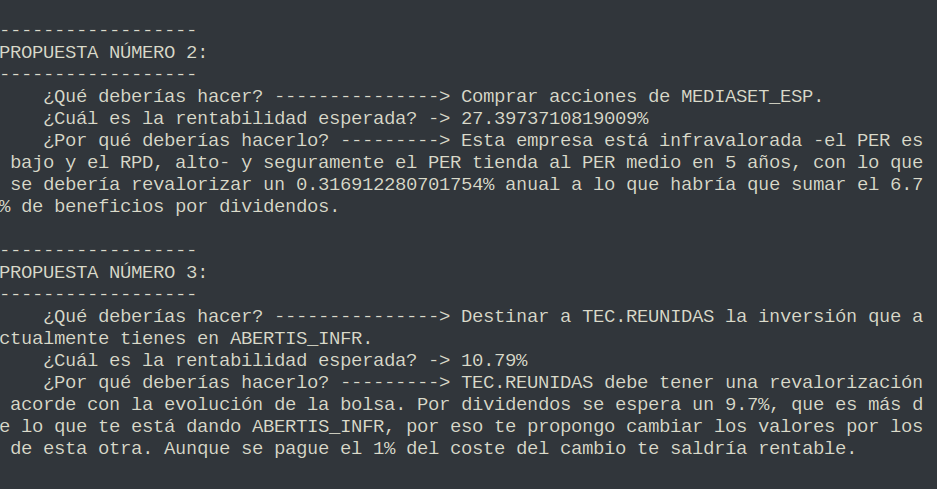 ------------------
PROPUESTA NÚMERO 2:
------------------
    ¿Qué deberías hacer? ---------------> Comprar acciones de MEDIASET_ESP.
    ¿Cuál es la rentabilidad esperada? -> 27.3973710819009%
    ¿Por qué deberías hacerlo? ---------> Esta empresa está infravalorada -el PER es
 bajo y el RPD, alto- y seguramente el PER tienda al PER medio en 5 años, con lo que
 se debería revalorizar un 0.316912280701754% anual a lo que habría que sumar el 6.7
% de beneficios por dividendos.
------------------
PROPUESTA NÚMERO 3:
------------------
    ¿Qué deberías hacer? ---------------> Destinar a TEC.REUNIDAS la inversión que a
ctualmente tienes en ABERTIS_INFR.
    ¿Cuál es la rentabilidad esperada? -> 10.79%
    ¿Por qué deberías hacerlo? ---------> TEC.REUNIDAS debe tener una revalorización
 acorde con la evolución de la bolsa. Por dividendos se espera un 9.7%, que es más d
e lo que te está dando ABERTIS_INFR, por eso te propongo cambiar los valores por los
 de esta otra. Aunque se pague el 1% del coste del cambio te saldría rentable.